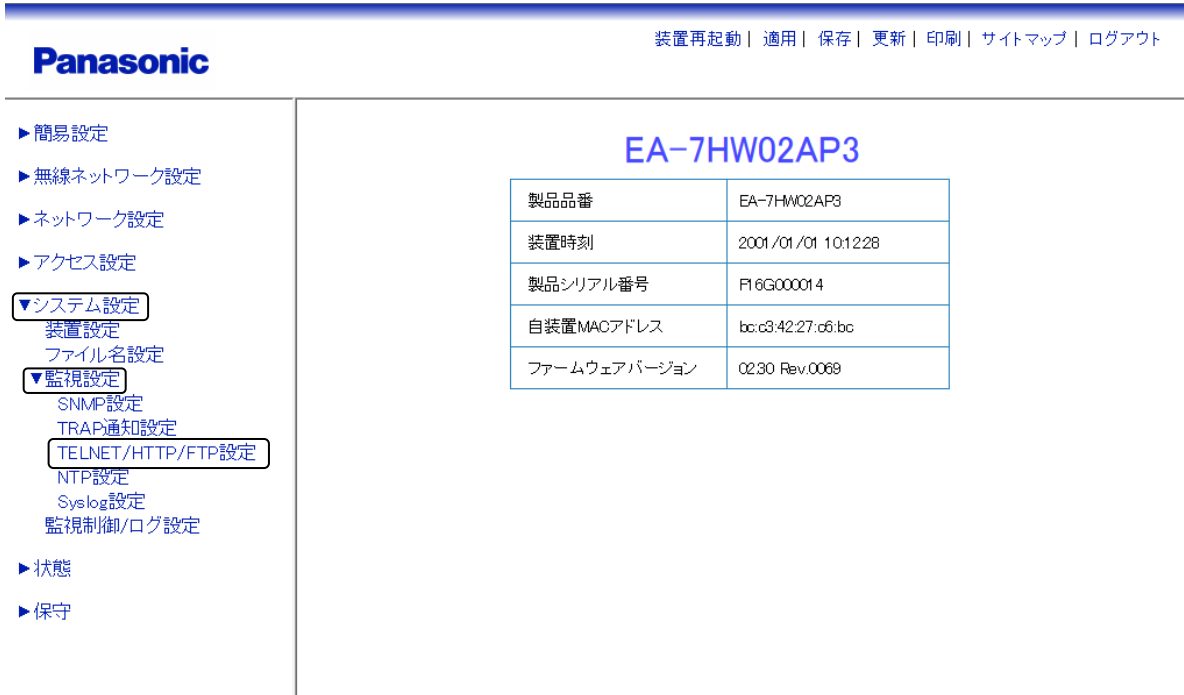 装置再起動| 適用| 保存| 更新| 印刷| サイトマップ| ログアウト
Panasonic
▶簡易設定
▶無線ネットワーク設定
▶ネットワーク設定
▶アクセス設定
▼システム設定
装置設定
ファイル名設定
▼監視設定
SNMP設定
TRAP通知設定
TELNET/HTTP/FTP設定
NTP設定
Syslog設定
監視制御/ログ設定
▶状態
▶保守
EA-7HW02AP3
製品品番 EA-7HW02AP3
装置時刻 2001/01/01 10:12:28
製品シリアル番号 F16G000014
自装置MACアドレス bc:c3:42:27:c6:bc
ファームウェアバージョン 02.30 Rev.0069